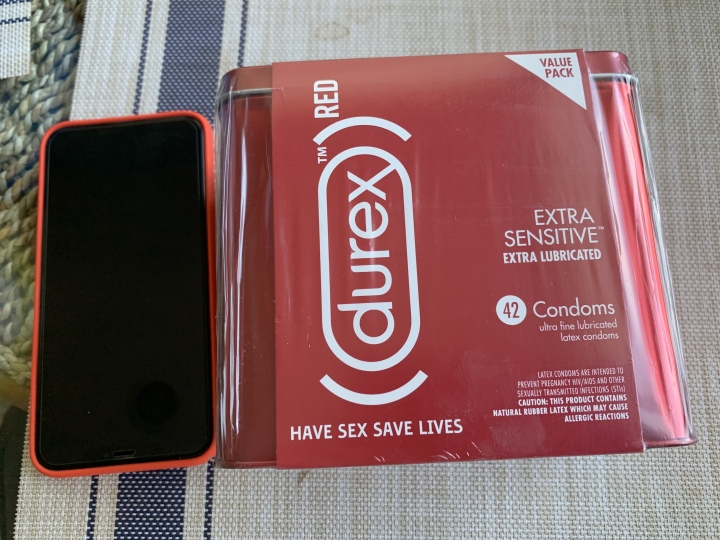 VALUE
PACK
durex™ RED
EXTRA
SENSITIVE™
EXTRA LUBRICATED
42 Condoms
ultra fine lubricated
latex condoms
LATEX CONDOMS ARE INTENDED TO
PREVENT PREGNANCY HIV/AIDS AND OTHER
SEXUALLY TRANSMITTED INFECTIONS (STIs)
CAUTION: THIS PRODUCT CONTAINS
NATURAL RUBBER LATEX WHICH MAY CAUSE
ALLERGIC REACTIONS
HAVE SEX SAVE LIVES